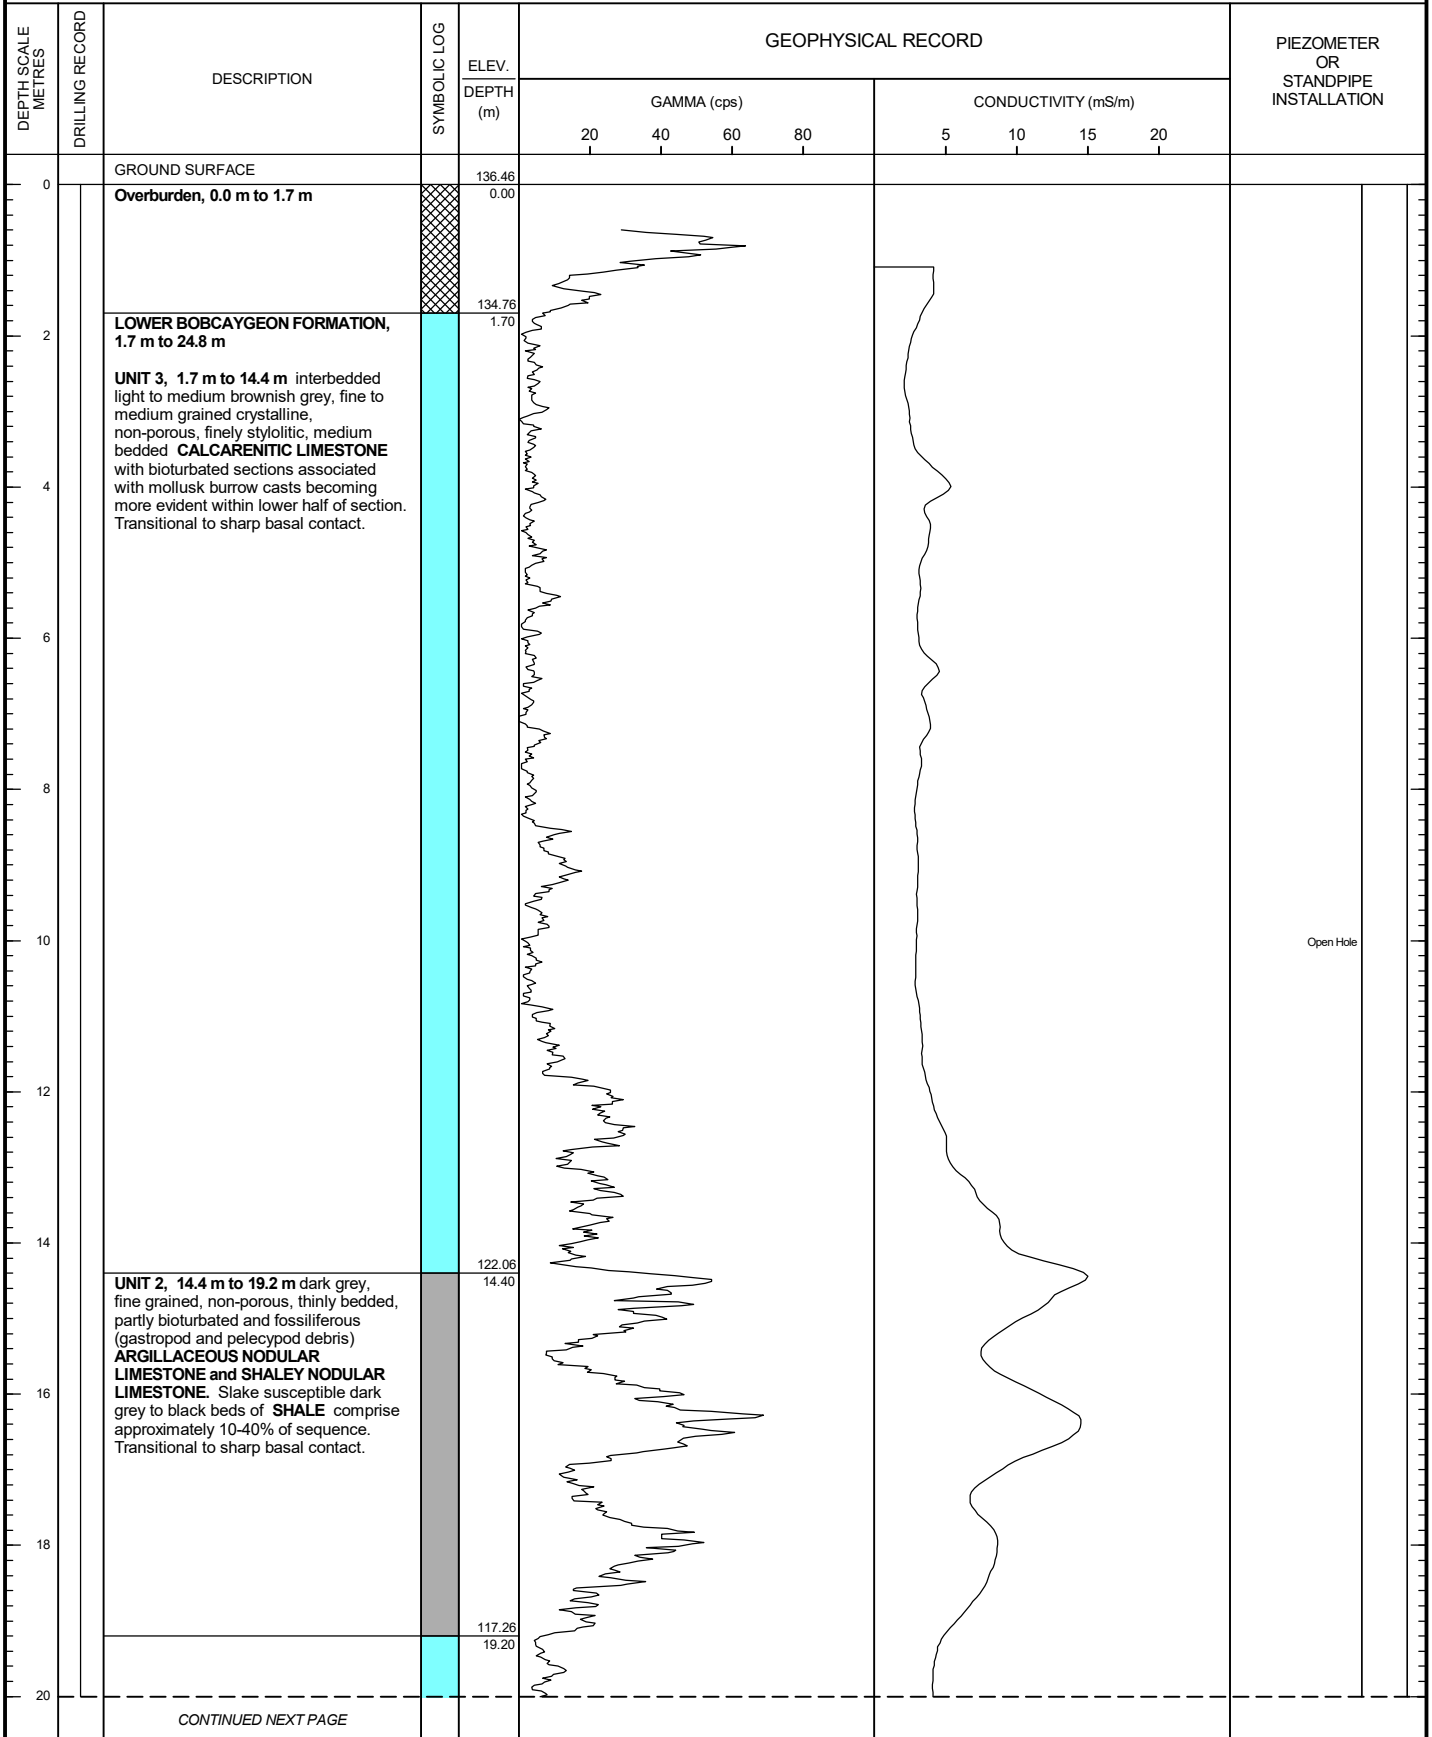 DEPTH SCALE
METRES
DRILLING RECORD
DESCRIPTION
SYMBOLIC LOG
ELEV.
DEPTH
(m)
GEOPHYSICAL RECORD
GAMMA (cps)
20 40 60 80
CONDUCTIVITY (mS/m)
5 10 15 20
PIEZOMETER
OR
STANDPIPE
INSTALLATION
GROUND SURFACE
136.46
0
Overburden, 0.0 m to 1.7 m
0.00
134.76
LOWER BOBCAYGEON FORMATION,
1.7 m to 24.8 m
1.70
2
UNIT 3, 1.7 m to 14.4 m interbedded
light to medium brownish grey, fine to
medium grained crystalline,
non-porous, finely stylolitic, medium
bedded CALCARENITIC LIMESTONE
with bioturbated sections associated
with mollusk burrow casts becoming
more evident within lower half of section.
Transitional to sharp basal contact.
4
6
8
10
Open Hole
12
14
122.06
UNIT 2, 14.4 m to 19.2 m dark grey,
fine grained, non-porous, thinly bedded,
partly bioturbated and fossiliferous
(gastropod and pelecypod debris)
ARGILLACEOUS NODULAR
LIMESTONE and SHALEY NODULAR
LIMESTONE. Slake susceptible dark
grey to black beds of SHALE comprise
approximately 10-40% of sequence.
Transitional to sharp basal contact.
14.40
16
18
117.26
19.20
20
CONTINUED NEXT PAGE